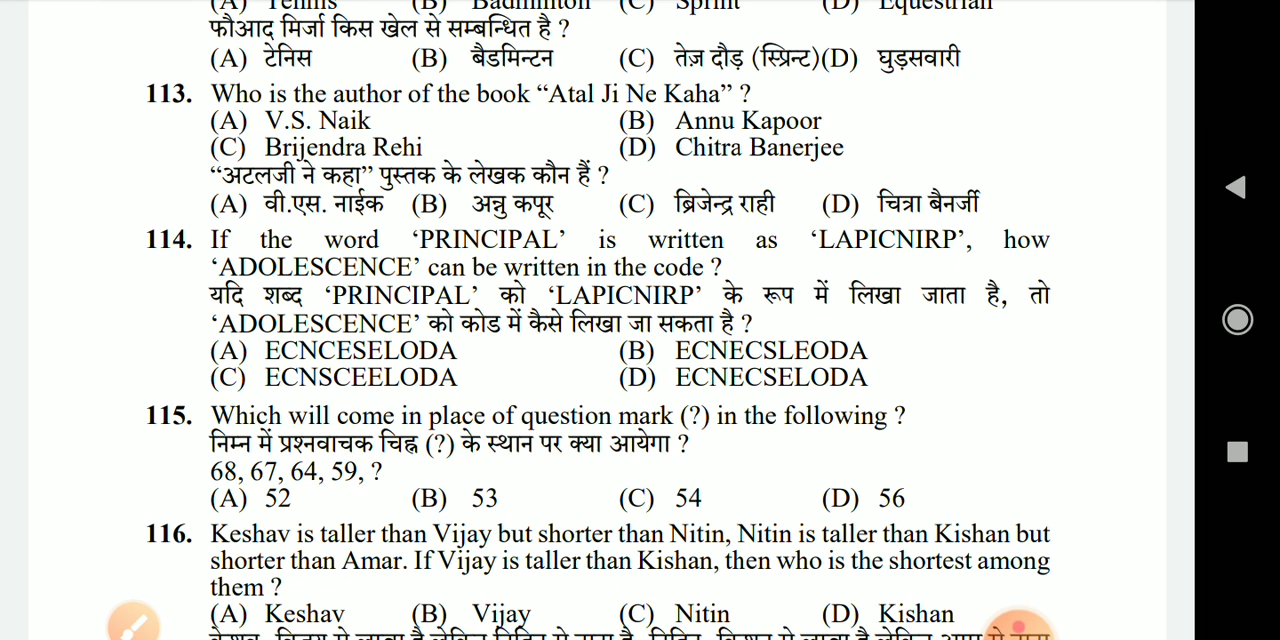 (A) Tennis (B) Badminton (C) Sprint (D) Equestrian
फौआद मिर्जा किस खेल से सम्बन्धित है ?
(A) टेनिस (B) बैडमिन्टन (C) तेज़ दौड़ (स्प्रिन्ट)(D) घुड़सवारी
113. Who is the author of the book “Atal Ji Ne Kaha” ?
(A) V.S. Naik (B) Annu Kapoor
(C) Brijendra Rehi (D) Chitra Banerjee
“अटलजी ने कहा” पुस्तक के लेखक कौन हैं ?
(A) वी.एस. नाईक (B) अन्नु कपूर (C) ब्रिजेन्द्र राही (D) चित्रा बैनर्जी
114. If the word ‘PRINCIPAL’ is written as ‘LAPICNIRP’, how
‘ADOLESCENCE’ can be written in the code ?
यदि शब्द ‘PRINCIPAL’ को ‘LAPICNIRP’ के रूप में लिखा जाता है, तो
‘ADOLESCENCE’ को कोड में कैसे लिखा जा सकता है ?
(A) ECNCESELODA (B) ECNECSLEODA
(C) ECNSCEELODA (D) ECNECSELODA
115. Which will come in place of question mark (?) in the following ?
निम्न में प्रश्नवाचक चिह्न (?) के स्थान पर क्या आयेगा ?
68, 67, 64, 59, ?
(A) 52 (B) 53 (C) 54 (D) 56
116. Keshav is taller than Vijay but shorter than Nitin, Nitin is taller than Kishan but
shorter than Amar. If Vijay is taller than Kishan, then who is the shortest among
them ?
(A) Keshav (B) Vijay (C) Nitin (D) Kishan